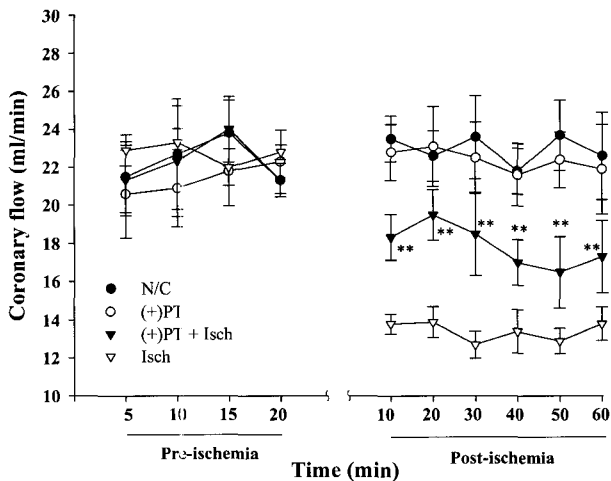 Coronary flow (ml/min)
30
28
26
24
22
20
18
16
14
12
10
** ** ** ** ** **
N/C
(+)PT
(+)PT + Isch
Isch
5 10 15 20 10 20 30 40 50 60
Pre-ischemia Post-ischemia
Time (min)